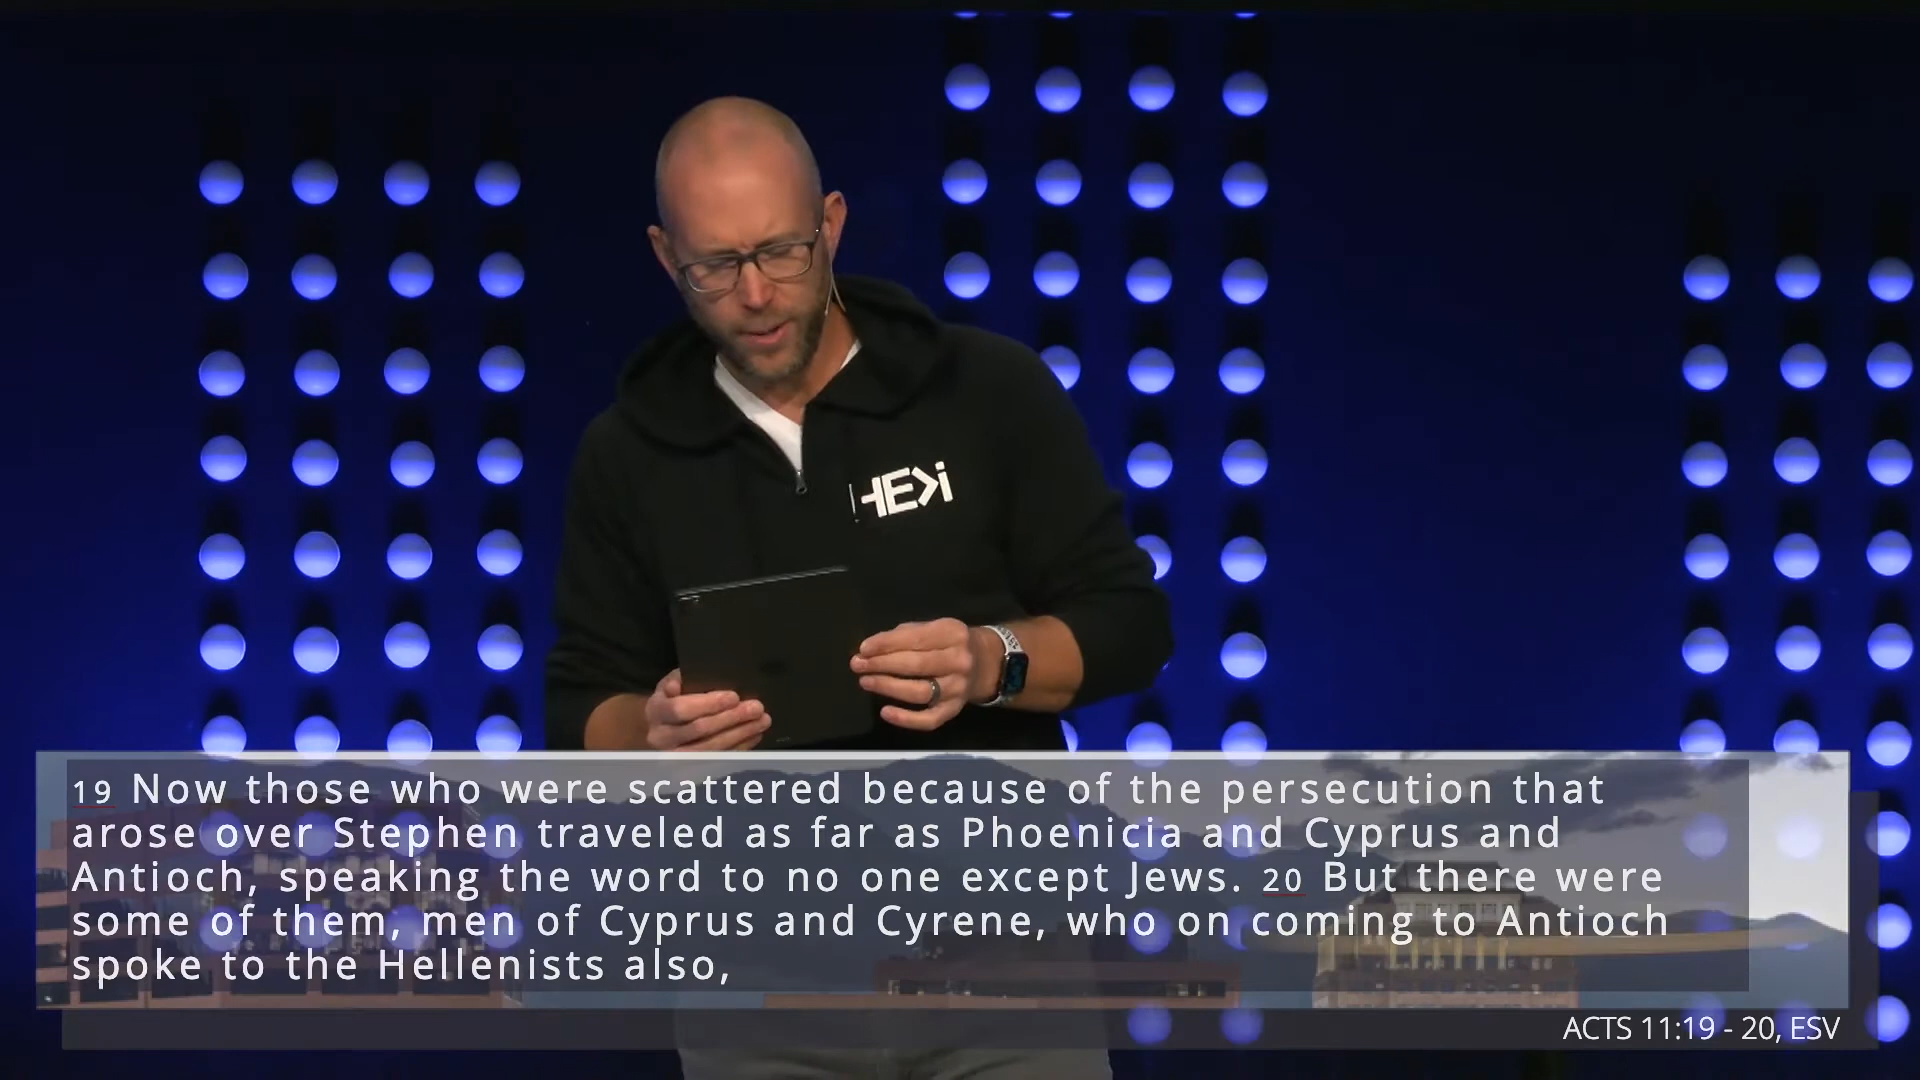 HE>i
19 Now those who were scattered because of the persecution that
arose over Stephen traveled as far as Phoenicia and Cyprus and
Antioch, speaking the word to no one except Jews. 20 But there were
some of them, men of Cyprus and Cyrene, who on coming to Antioch
spoke to the Hellenists also,
ACTS 11:19 - 20, ESV